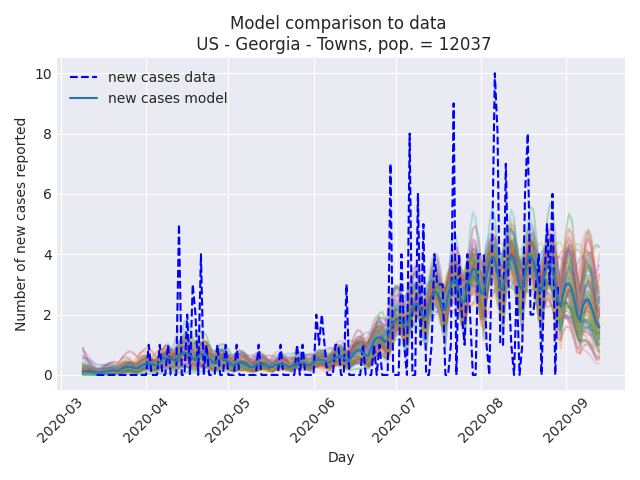 Model comparison to data
US - Georgia - Towns, pop. = 12037
new cases data
new cases model
Number of new cases reported
10
8
6
4
2
0
2020-03
2020-04
2020-05
2020-06
2020-07
2020-08
2020-09
Day